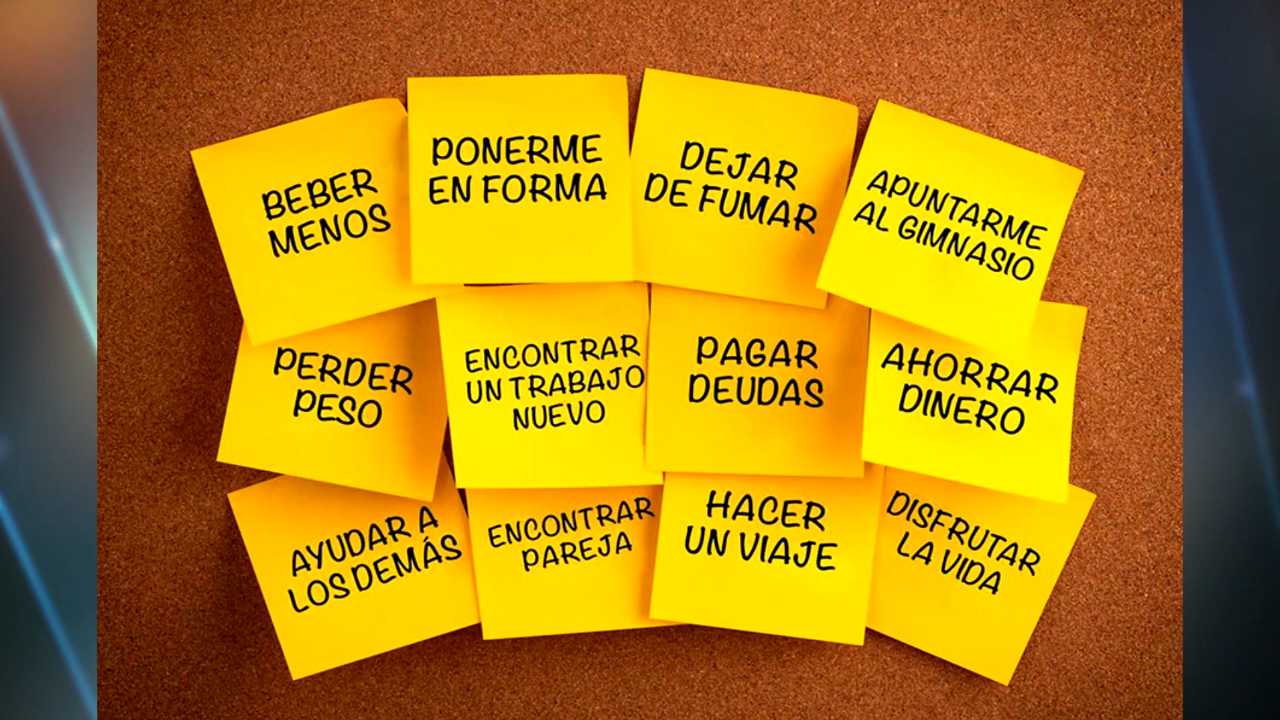 BEBER
MENOS
PONERME
EN FORMA
DEJAR
DE FUMAR
APUNTARME
AL GIMNASIO
PERDER
PESO
ENCONTRAR
UN TRABAJO
NUEVO
PAGAR
DEUDAS
AHORRAR
DINERO
AYUDAR A
LOS DEMÁS
ENCONTRAR
PAREJA
HACER
UN VIAJE
DISFRUTAR
LA VIDA